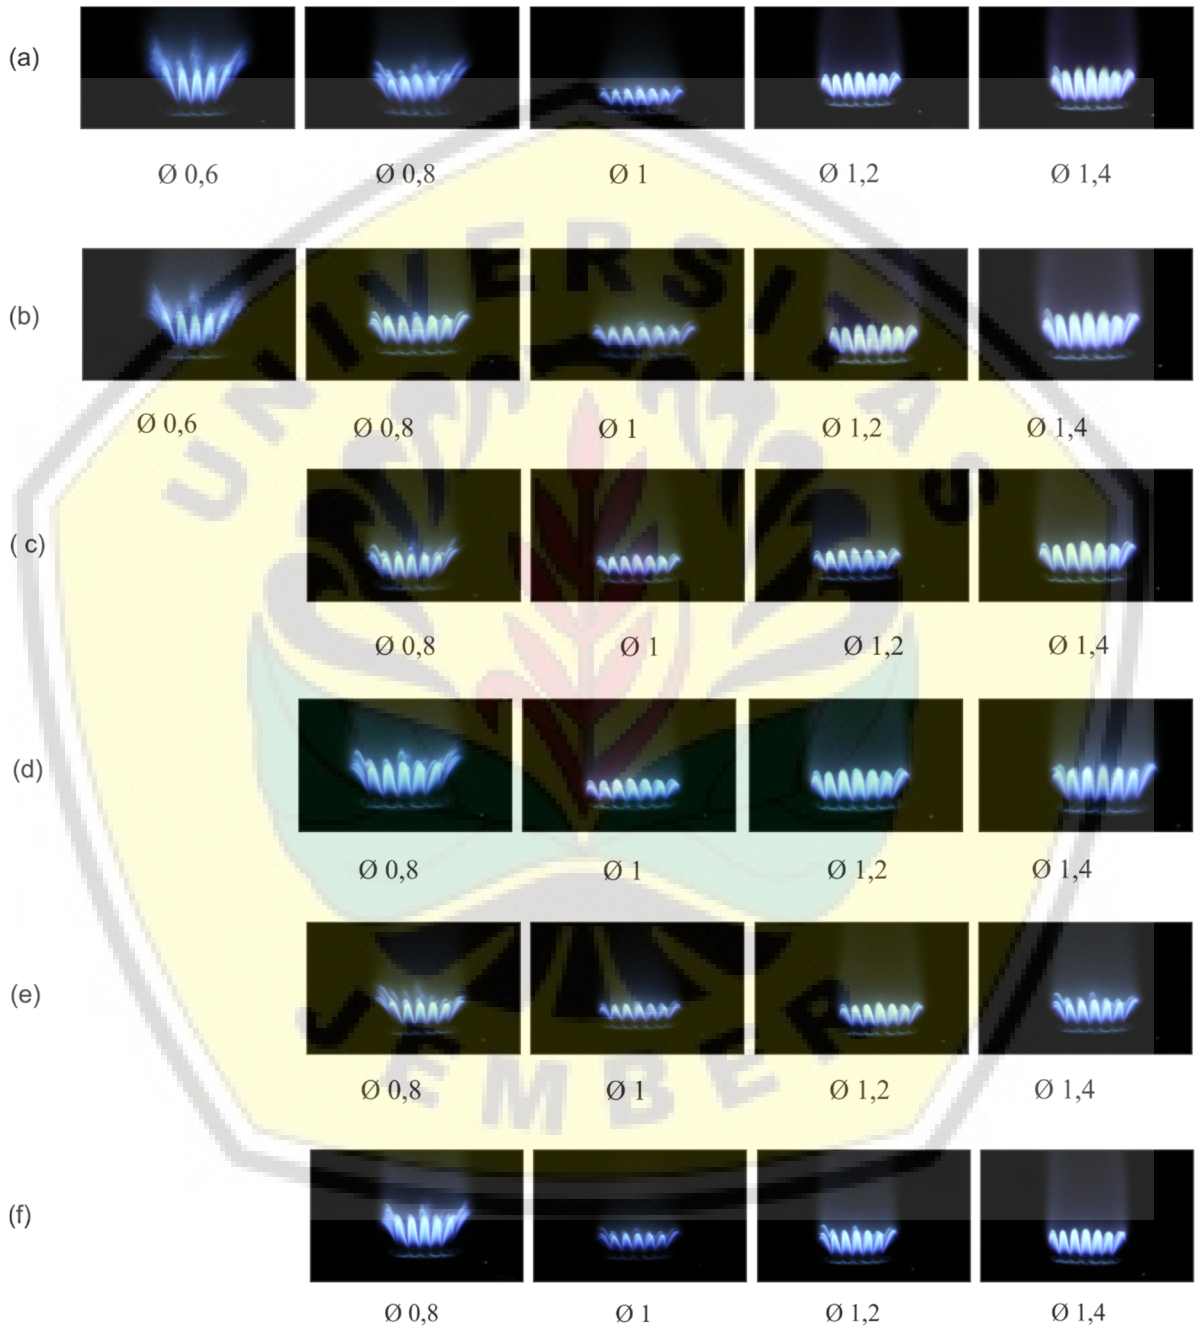 (a)
Ø 0,6 Ø 0,8 Ø 1 Ø 1,2 Ø 1,4
(b)
Ø 0,6 Ø 0,8 Ø 1 Ø 1,2 Ø 1,4
( c)
Ø 0,8 Ø 1 Ø 1,2 Ø 1,4
(d)
Ø 0,8 Ø 1 Ø 1,2 Ø 1,4
(e)
Ø 0,8 Ø 1 Ø 1,2 Ø 1,4
(f)
Ø 0,8 Ø 1 Ø 1,2 Ø 1,4
UNIVERSITAS
JEMBER